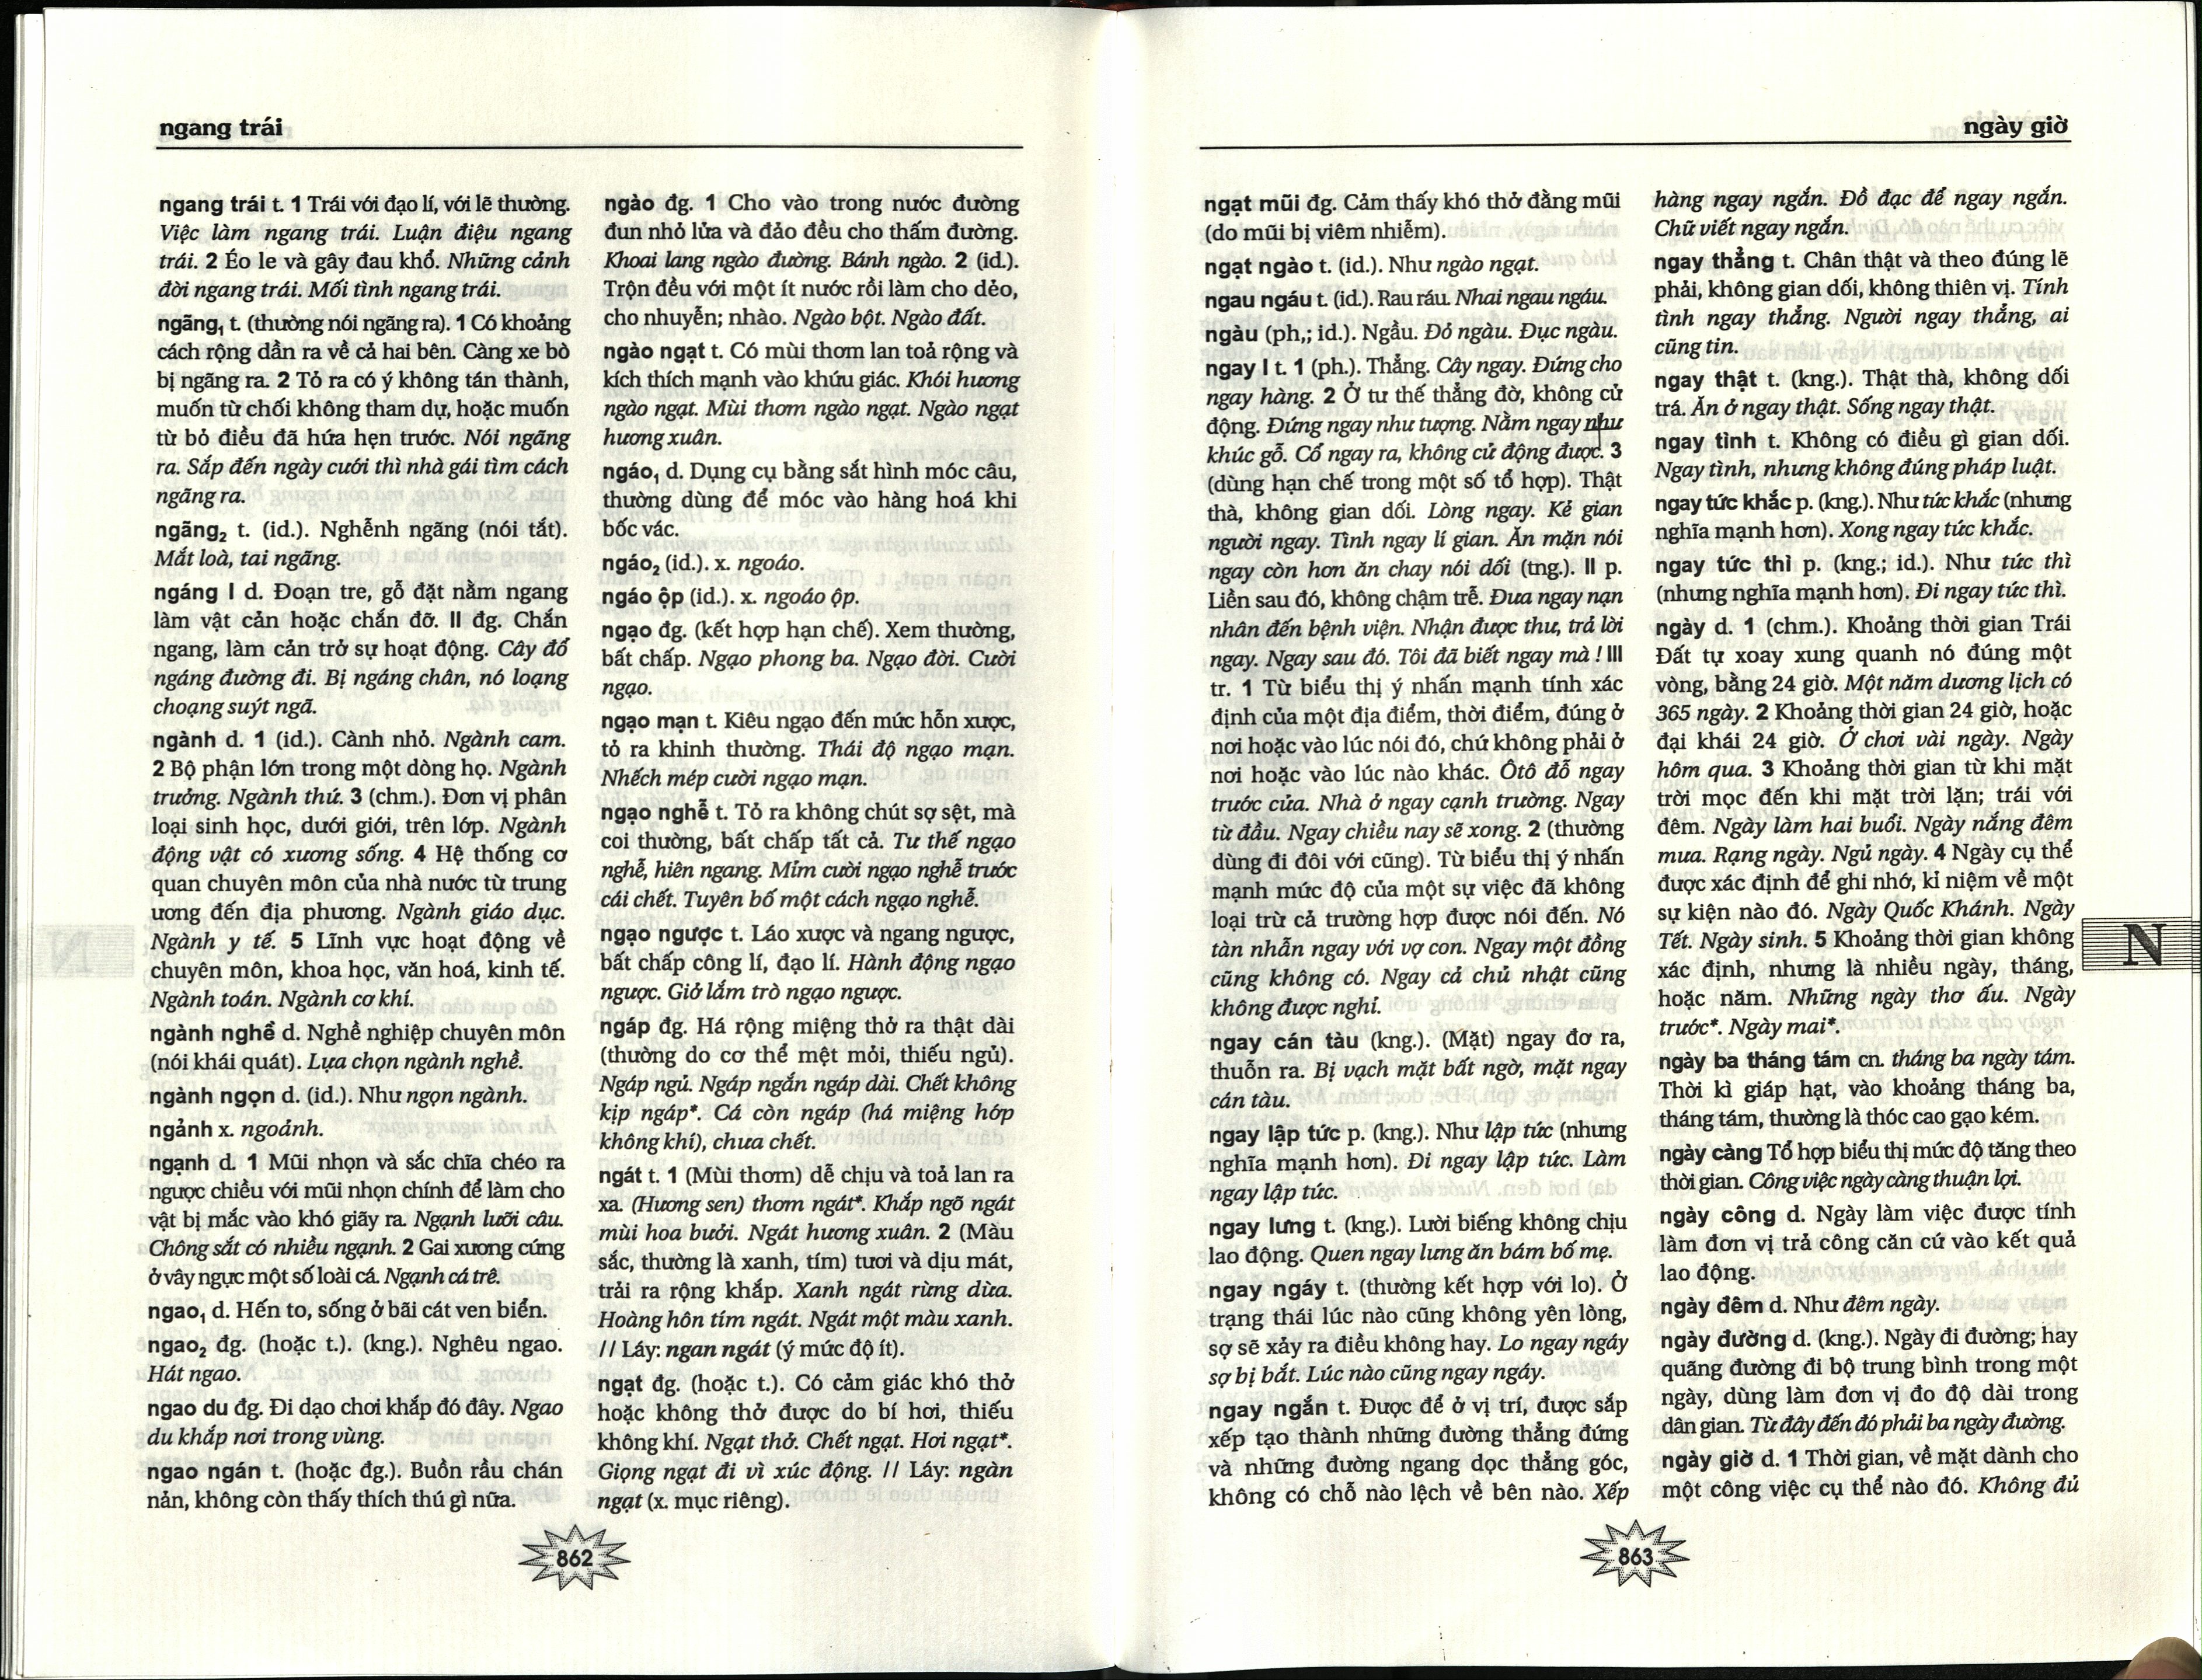 ngang trái
ngang trái t. 1 Trái với đạo lí, với lẽ thường.
Việc làm ngang trái. Luận điệu ngang
trái. 2 Éo le và gây đau khổ. Những cảnh
đời ngang trái. Mối tình ngang trái.
ngãng₁ t. (thường nói ngãng ra). 1 Có khoảng
cách rộng dần ra về cả hai bên. Càng xe bò
bị ngãng ra. 2 Tỏ ra có ý không tán thành,
muốn từ chối không tham dự, hoặc muốn
từ bỏ điều đã hứa hẹn trước. Nói ngãng
ra. Sắp đến ngày cưới thì nhà gái tìm cách
ngãng ra.
ngãng₂ t. (id.). Nghễnh ngãng (nói tắt).
Mắt loà, tai ngãng.
ngáng I d. Đoạn tre, gỗ đặt nằm ngang
làm vật cản hoặc chắn đỡ. II đg. Chắn
ngang, làm cản trở sự hoạt động. Cây đổ
ngáng đường đi. Bị ngáng chân, nó loạng
choạng suýt ngã.
ngành d. 1 (id.). Cành nhỏ. Ngành cam.
2 Bộ phận lớn trong một dòng họ. Ngành
trưởng. Ngành thứ. 3 (chm.). Đơn vị phân
loại sinh học, dưới giới, trên lớp. Ngành
động vật có xương sống. 4 Hệ thống cơ
quan chuyên môn của nhà nước từ trung
ương đến địa phương. Ngành giáo dục.
Ngành y tế. 5 Lĩnh vực hoạt động về
chuyên môn, khoa học, văn hoá, kinh tế.
Ngành toán. Ngành cơ khí.
ngành nghề d. Nghề nghiệp chuyên môn
(nói khái quát). Lựa chọn ngành nghề.
ngành ngọn d. (id.). Như ngọn ngành.
ngảnh x. ngoảnh.
ngạnh d. 1 Mũi nhọn và sắc chĩa chéo ra
ngược chiều với mũi nhọn chính để làm cho
vật bị mắc vào khó giãy ra. Ngạnh lưỡi câu.
Chông sắt có nhiều ngạnh. 2 Gai xương cứng
ở vây ngực một số loài cá. Ngạnh cá trê.
ngao₁ d. Hến to, sống ở bãi cát ven biển.
ngao₂ đg. (hoặc t.). (kng.). Nghêu ngao.
Hát ngao.
ngao du đg. Đi dạo chơi khắp đó đây. Ngao
du khắp nơi trong vùng.
ngao ngán t. (hoặc đg.). Buồn rầu chán
nản, không còn thấy thích thú gì nữa.
ngào đg. 1 Cho vào trong nước đường
đun nhỏ lửa và đảo đều cho thấm đường.
Khoai lang ngào đường. Bánh ngào. 2 (id.).
Trộn đều với một ít nước rồi làm cho dẻo,
cho nhuyễn; nhào. Ngào bột. Ngào đất.
ngào ngạt t. Có mùi thơm lan toả rộng và
kích thích mạnh vào khứu giác. Khói hương
ngào ngạt. Mùi thơm ngào ngạt. Ngào ngạt
hương xuân.
ngáo₁ d. Dụng cụ bằng sắt hình móc câu,
thường dùng để móc vào hàng hoá khi
bốc vác.
ngáo₂ (id.). x. ngoáo.
ngáo ộp (id.). x. ngoáo ộp.
ngạo đg. (kết hợp hạn chế). Xem thường,
bất chấp. Ngạo phong ba. Ngạo đời. Cười
ngạo.
ngạo mạn t. Kiêu ngạo đến mức hỗn xược,
tỏ ra khinh thường. Thái độ ngạo mạn.
Nhếch mép cười ngạo mạn.
ngạo nghễ t. Tỏ ra không chút sợ sệt, mà
coi thường, bất chấp tất cả. Tư thế ngạo
nghễ, hiên ngang. Mỉm cười ngạo nghễ trước
cái chết. Tuyên bố một cách ngạo nghễ.
ngạo ngược t. Láo xược và ngang ngược,
bất chấp công lí, đạo lí. Hành động ngạo
ngược. Giở lắm trò ngạo ngược.
ngáp đg. Há rộng miệng thở ra thật dài
(thường do cơ thể mệt mỏi, thiếu ngủ).
Ngáp ngủ. Ngáp ngắn ngáp dài. Chết không
kịp ngáp*. Cá còn ngáp (há miệng hớp
không khí), chưa chết.
ngát t. 1 (Mùi thơm) dễ chịu và toả lan ra
xa. (Hương sen) thơm ngát*. Khắp ngõ ngát
mùi hoa bưởi. Ngát hương xuân. 2 (Màu
sắc, thường là xanh, tím) tươi và dịu mát,
trải ra rộng khắp. Xanh ngát rừng dừa.
Hoàng hôn tím ngát. Ngát một màu xanh.
// Láy: ngan ngát (ý mức độ ít).
ngạt đg. (hoặc t.). Có cảm giác khó thở
hoặc không thở được do bí hơi, thiếu
không khí. Ngạt thở. Chết ngạt. Hơi ngạt*.
Giọng ngạt đi vì xúc động. // Láy: ngàn
ngạt (x. mục riêng).
862
ngày giờ
ngạt mũi đg. Cảm thấy khó thở đằng mũi
(do mũi bị viêm nhiễm).
ngạt ngào t. (id.). Như ngào ngạt.
ngau ngáu t. (id.). Rau ráu. Nhai ngau ngáu.
ngàu (ph,; id.). Ngầu. Đỏ ngàu. Đục ngàu.
ngay I t. 1 (ph.). Thẳng. Cây ngay. Đứng cho
ngay hàng. 2 Ở tư thế thẳng đờ, không cử
động. Đứng ngay như tượng. Nằm ngay như
khúc gỗ. Cổ ngay ra, không cử động được. 3
(dùng hạn chế trong một số tổ hợp). Thật
thà, không gian dối. Lòng ngay. Kẻ gian
người ngay. Tình ngay lí gian. Ăn mặn nói
ngay còn hơn ăn chay nói dối (tng.). II p.
Liền sau đó, không chậm trễ. Đưa ngay nạn
nhân đến bệnh viện. Nhận được thư, trả lời
ngay. Ngay sau đó. Tôi đã biết ngay mà ! III
tr. 1 Từ biểu thị ý nhấn mạnh tính xác
định của một địa điểm, thời điểm, đúng ở
nơi hoặc vào lúc nói đó, chứ không phải ở
nơi hoặc vào lúc nào khác. Ôtô đỗ ngay
trước cửa. Nhà ở ngay cạnh trường. Ngay
từ đầu. Ngay chiều nay sẽ xong. 2 (thường
dùng đi đôi với cũng). Từ biểu thị ý nhấn
mạnh mức độ của một sự việc đã không
loại trừ cả trường hợp được nói đến. Nó
tàn nhẫn ngay với vợ con. Ngay một đồng
cũng không có. Ngay cả chủ nhật cũng
không được nghỉ.
ngay cán tàu (kng.). (Mặt) ngay đơ ra,
thuỗn ra. Bị vạch mặt bất ngờ, mặt ngay
cán tàu.
ngay lập tức p. (kng.). Như lập tức (nhưng
nghĩa mạnh hơn). Đi ngay lập tức. Làm
ngay lập tức.
ngay lưng t. (kng.). Lười biếng không chịu
lao động. Quen ngay lưng ăn bám bố mẹ.
ngay ngáy t. (thường kết hợp với lo). Ở
trạng thái lúc nào cũng không yên lòng,
sợ sẽ xảy ra điều không hay. Lo ngay ngáy
sợ bị bắt. Lúc nào cũng ngay ngáy.
ngay ngắn t. Được để ở vị trí, được sắp
xếp tạo thành những đường thẳng đứng
và những đường ngang dọc thẳng góc,
không có chỗ nào lệch về bên nào. Xếp
hàng ngay ngắn. Đồ đạc để ngay ngắn.
Chữ viết ngay ngắn.
ngay thẳng t. Chân thật và theo đúng lẽ
phải, không gian dối, không thiên vị. Tính
tình ngay thẳng. Người ngay thẳng, ai
cũng tin.
ngay thật t. (kng.). Thật thà, không dối
trá. Ăn ở ngay thật. Sống ngay thật.
ngay tình t. Không có điều gì gian dối.
Ngay tình, nhưng không đúng pháp luật.
ngay tức khắc p. (kng.). Như tức khắc (nhưng
nghĩa mạnh hơn). Xong ngay tức khắc.
ngay tức thì p. (kng.; id.). Như tức thì
(nhưng nghĩa mạnh hơn). Đi ngay tức thì.
ngày d. 1 (chm.). Khoảng thời gian Trái
Đất tự xoay xung quanh nó đúng một
vòng, bằng 24 giờ. Một năm dương lịch có
365 ngày. 2 Khoảng thời gian 24 giờ, hoặc
đại khái 24 giờ. Ở chơi vài ngày. Ngày
hôm qua. 3 Khoảng thời gian từ khi mặt
trời mọc đến khi mặt trời lặn; trái với
đêm. Ngày làm hai buổi. Ngày nắng đêm
mưa. Rạng ngày. Ngủ ngày. 4 Ngày cụ thể
được xác định để ghi nhớ, kỉ niệm về một
sự kiện nào đó. Ngày Quốc Khánh. Ngày
Tết. Ngày sinh. 5 Khoảng thời gian không
xác định, nhưng là nhiều ngày, tháng,
hoặc năm. Những ngày thơ ấu. Ngày
trước*. Ngày mai*.
ngày ba tháng tám cn. tháng ba ngày tám.
Thời kì giáp hạt, vào khoảng tháng ba,
tháng tám, thường là thóc cao gạo kém.
ngày càng Tổ hợp biểu thị mức độ tăng theo
thời gian. Công việc ngày càng thuận lợi.
ngày công d. Ngày làm việc được tính
làm đơn vị trả công căn cứ vào kết quả
lao động.
ngày đêm d. Như đêm ngày.
ngày đường d. (kng.). Ngày đi đường; hay
quãng đường đi bộ trung bình trong một
ngày, dùng làm đơn vị đo độ dài trong
dân gian. Từ đây đến đó phải ba ngày đường.
ngày giờ d. 1 Thời gian, về mặt dành cho
một công việc cụ thể nào đó. Không đủ
N
863